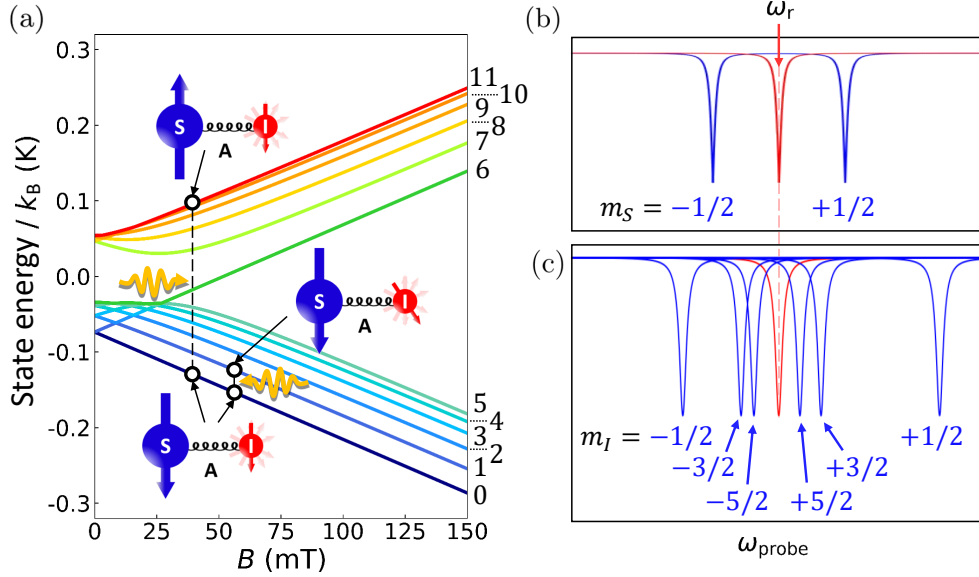 (a)
State energy / k_B (K)
0.3
0.2
0.1
0.0
-0.1
-0.2
-0.3
0
25
50
75
100
125
150
B (mT)
S
I
A
S
I
A
S
I
A
11
10
9
8
7
6
5
4
3
2
1
0
(b)
ω_r
m_S = −1/2
+1/2
(c)
m_I = −1/2
+1/2
−3/2
+3/2
−5/2
+5/2
ω_probe